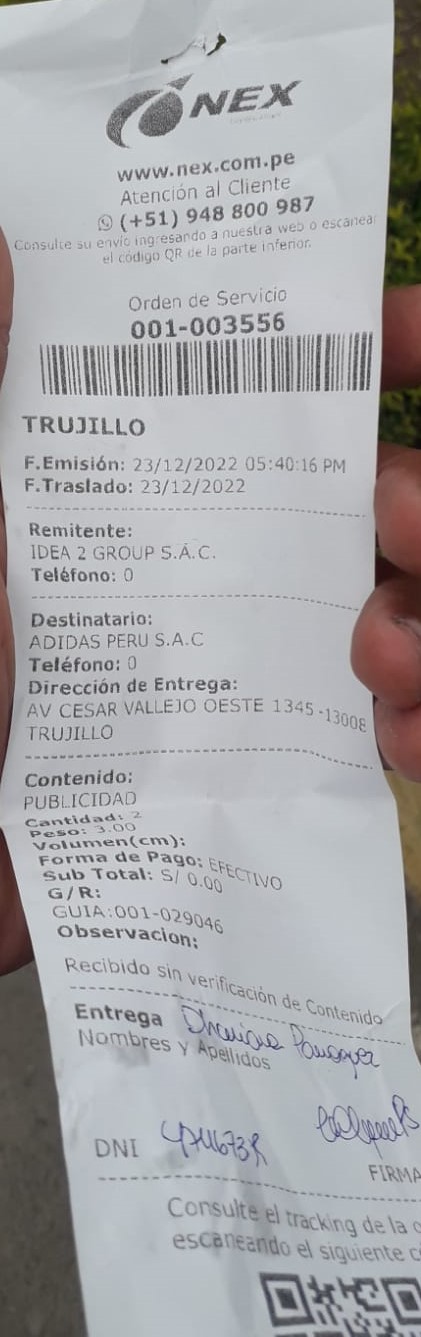 NEX
www.nex.com.pe
Atención al Cliente
(+51) 948 800 987
Consulte su envío ingresando a nuestra web o escanear
el código QR de la parte inferior.
Orden de Servicio
001-003556
TRUJILLO
F.Emisión: 23/12/2022 05:40:16 PM
F.Traslado: 23/12/2022
Remitente:
IDEA 2 GROUP S.A.C.
Teléfono: 0
Destinatario:
ADIDAS PERU S.A.C
Teléfono: 0
Dirección de Entrega:
AV CESAR VALLEJO OESTE 1345 -13008
TRUJILLO
Contenido:
PUBLICIDAD
Cantidad: 2
Peso: 3.00
Volumen(cm):
Forma de Pago: EFECTIVO
Sub Total: S/ 0.00
G/R:
GUIA:001-029046
Observacion:
Recibido sin verificación de Contenido
Entrega
Nombres y Apellidos
DNI
FIRMA
Consulte el tracking de la
escaneando el siguiente